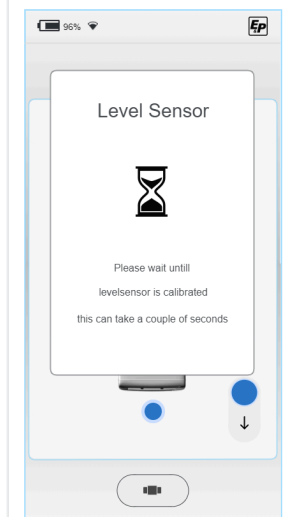 96% EP
Level Sensor
Please wait untill
levelsensor is calibrated
this can take a couple of seconds